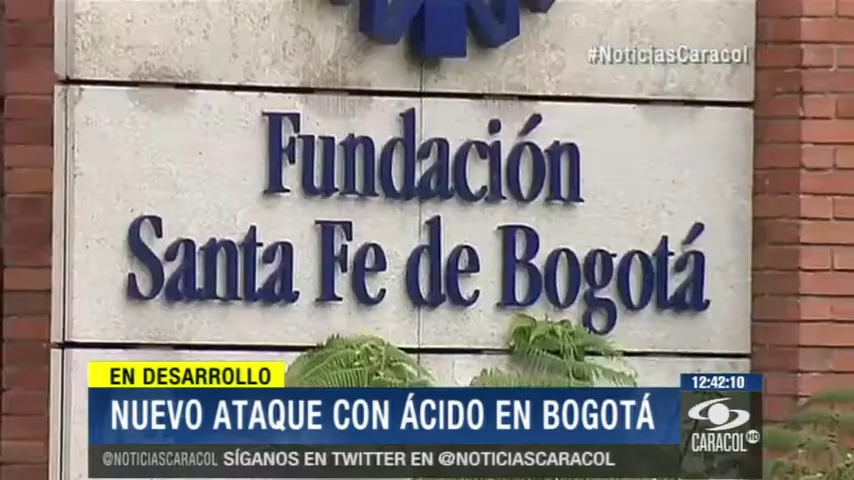 #NoticiasCaracol
Fundación
Santa Fe de Bogotá
EN DESARROLLO
12:42:10
NUEVO ATAQUE CON ÁCIDO EN BOGOTÁ
CARACOL HD
@NOTICIASCARACOL SÍGANOS EN TWITTER EN @NOTICIASCARACOL